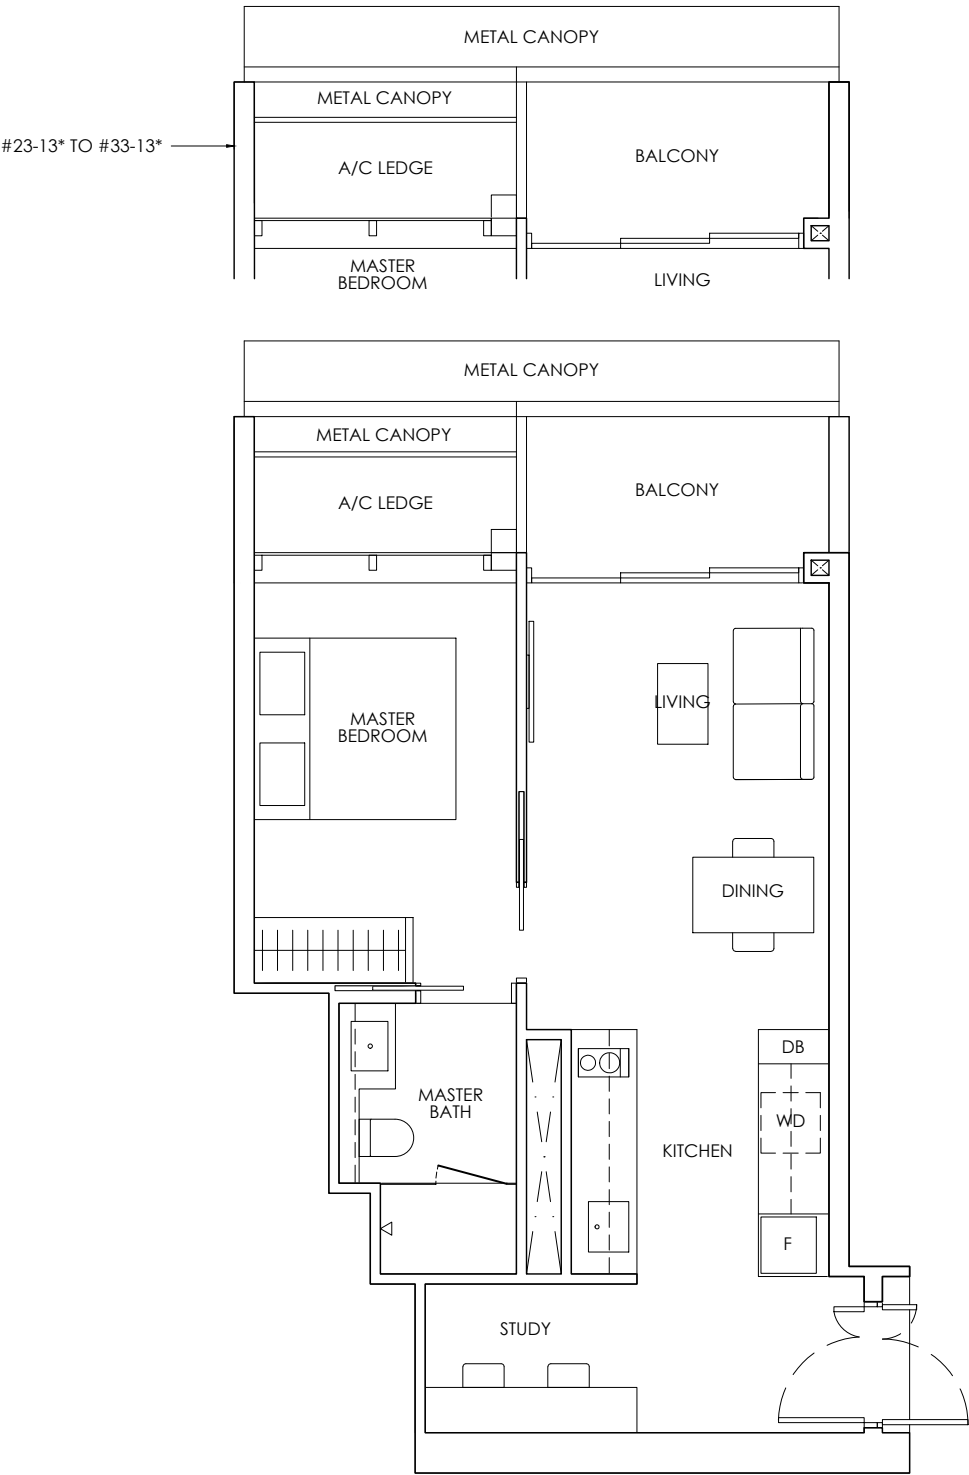 METAL CANOPY
METAL CANOPY
#23-13* TO #33-13*
A/C LEDGE
BALCONY
MASTER
BEDROOM
LIVING
METAL CANOPY
METAL CANOPY
A/C LEDGE
BALCONY
LIVING
MASTER
BEDROOM
DINING
DB
MASTER
BATH
WD
KITCHEN
F
STUDY